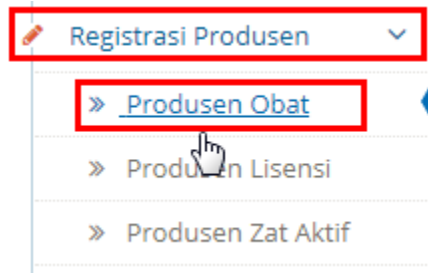 Registrasi Produsen
» Produsen Obat
» Produsen Lisensi
» Produsen Zat Aktif